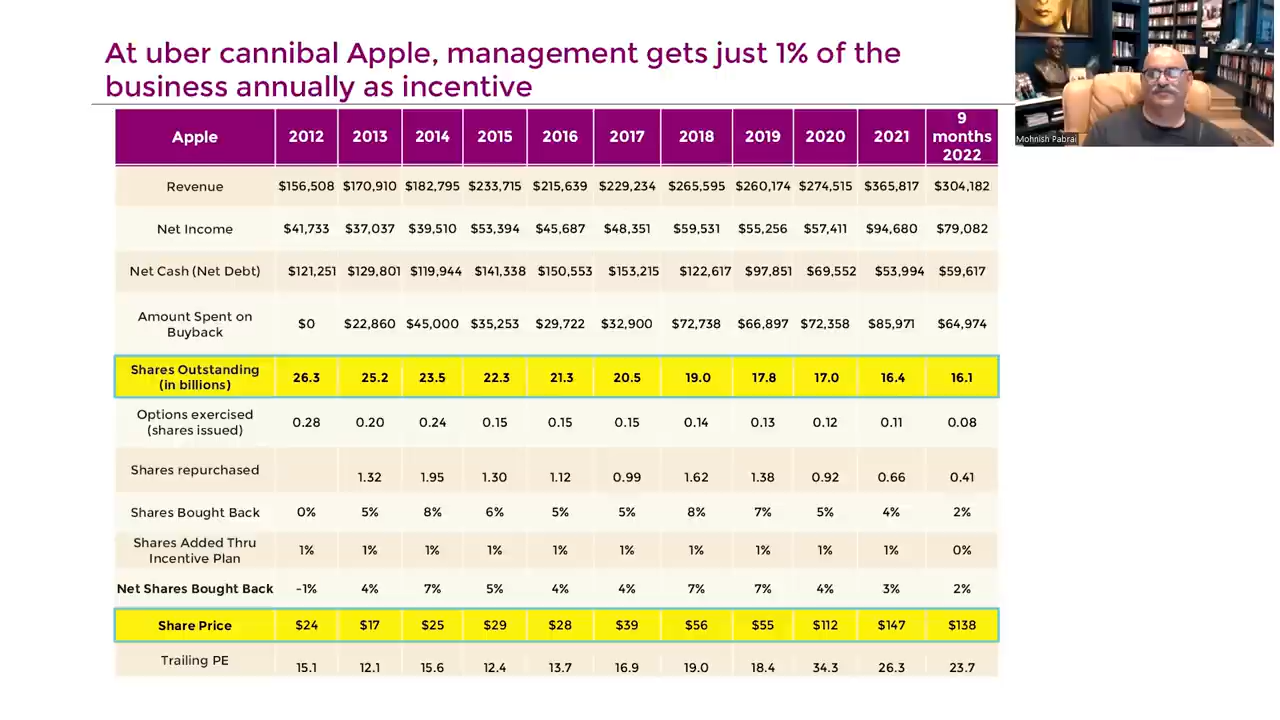 At uber cannibal Apple, management gets just 1% of the
business annually as incentive
Mohnish Pabrai
Apple 2012 2013 2014 2015 2016 2017 2018 2019 2020 2021 9 months 2022
Revenue $156,508 $170,910 $182,795 $233,715 $215,639 $229,234 $265,595 $260,174 $274,515 $365,817 $304,182
Net Income $41,733 $37,037 $39,510 $53,394 $45,687 $48,351 $59,531 $55,256 $57,411 $94,680 $79,082
Net Cash (Net Debt) $121,251 $129,801 $119,944 $141,338 $150,553 $153,215 $122,617 $97,851 $69,552 $53,994 $59,617
Amount Spent on Buyback $0 $22,860 $45,000 $35,253 $29,722 $32,900 $72,738 $66,897 $72,358 $85,971 $64,974
Shares Outstanding (in billions) 26.3 25.2 23.5 22.3 21.3 20.5 19.0 17.8 17.0 16.4 16.1
Options exercised (shares issued) 0.28 0.20 0.24 0.15 0.15 0.15 0.14 0.13 0.12 0.11 0.08
Shares repurchased 1.32 1.95 1.30 1.12 0.99 1.62 1.38 0.92 0.66 0.41
Shares Bought Back 0% 5% 8% 6% 5% 5% 8% 7% 5% 4% 2%
Shares Added Thru Incentive Plan 1% 1% 1% 1% 1% 1% 1% 1% 1% 1% 0%
Net Shares Bought Back -1% 4% 7% 5% 4% 4% 7% 7% 4% 3% 2%
Share Price $24 $17 $25 $29 $28 $39 $56 $55 $112 $147 $138
Trailing PE 15.1 12.1 15.6 12.4 13.7 16.9 19.0 18.4 34.3 26.3 23.7